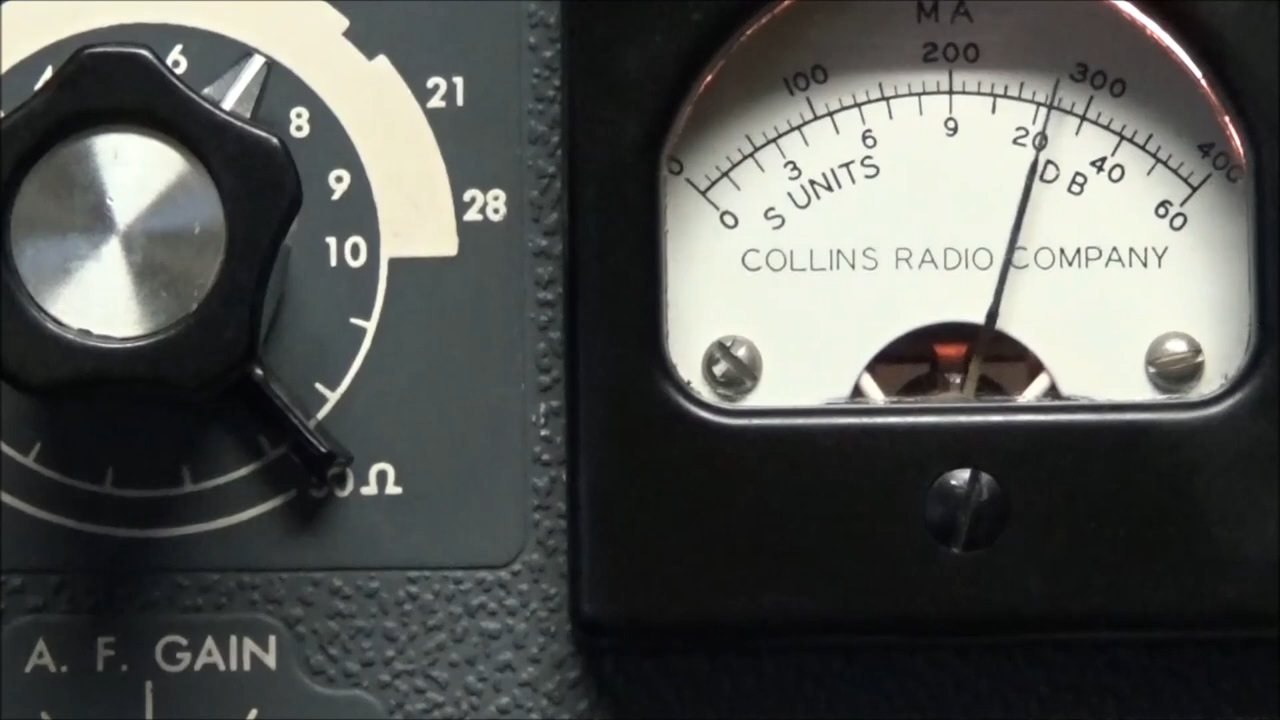 6
8
9
10
21
28
50Ω
A. F. GAIN
MA
0 100 200 300 400
0 3 6 9 20 40 60
S UNITS DB
COLLINS RADIO COMPANY